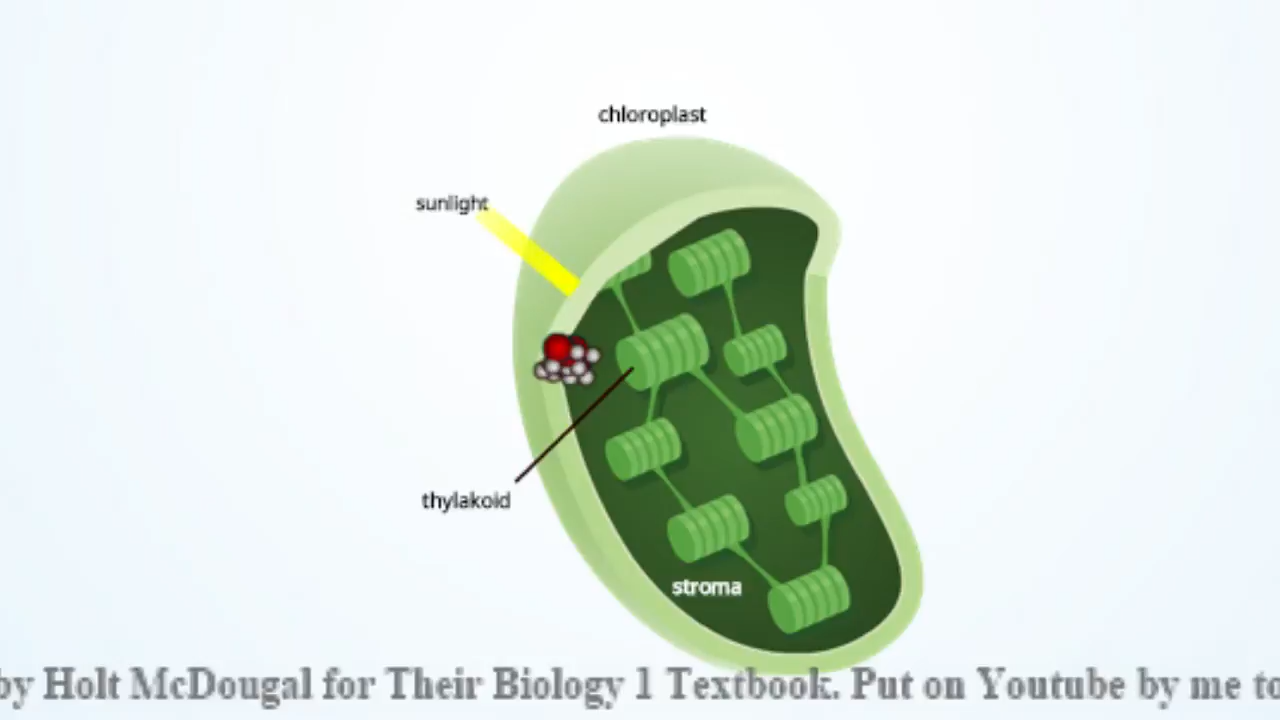 chloroplast
sunlight
thylakoid
stroma
by Holt McDougal for Their Biology 1 Textbook. Put on Youtube by me to